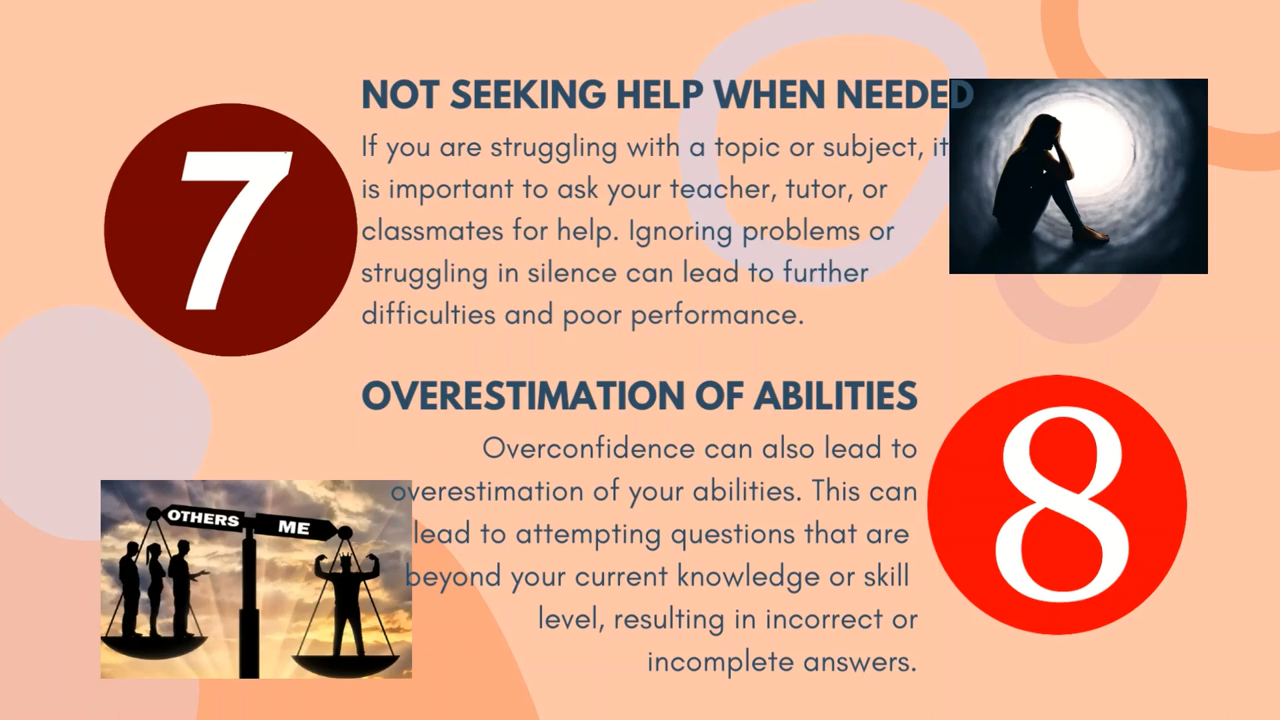 7
NOT SEEKING HELP WHEN NEEDED
If you are struggling with a topic or subject, it
is important to ask your teacher, tutor, or
classmates for help. Ignoring problems or
struggling in silence can lead to further
difficulties and poor performance.
OVERESTIMATION OF ABILITIES
8
Overconfidence can also lead to
overestimation of your abilities. This can
lead to attempting questions that are
beyond your current knowledge or skill
level, resulting in incorrect or
incomplete answers.
OTHERS ME